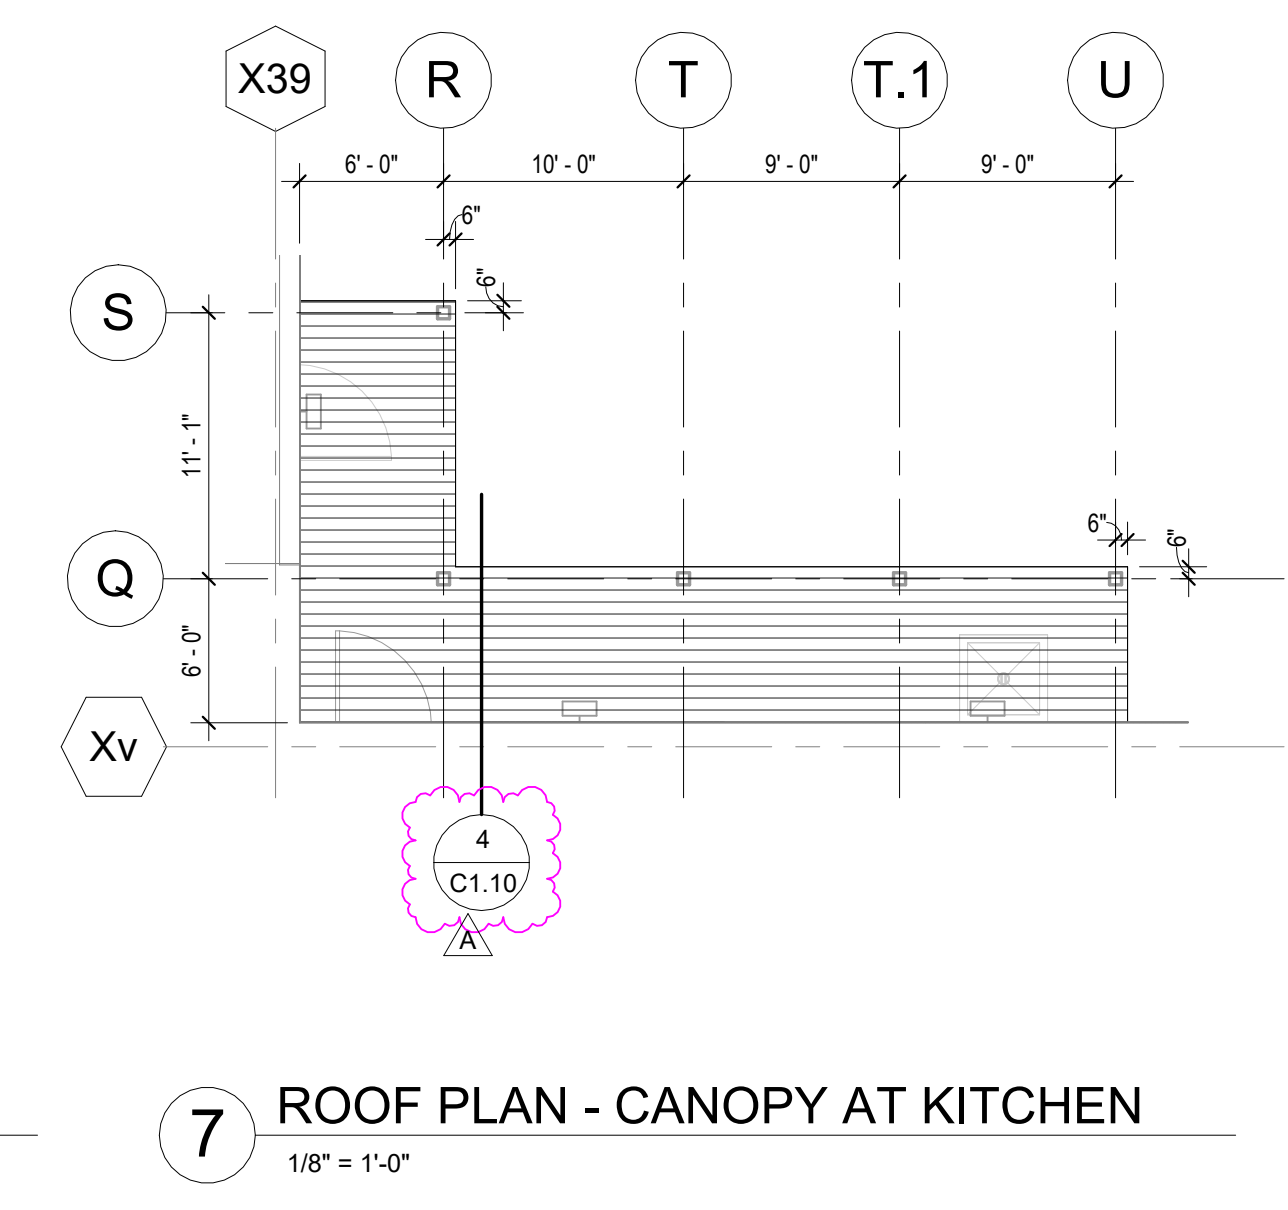 X39
R
T
T.1
U
6' - 0"
10' - 0"
9' - 0"
9' - 0"
6"
6"
S
11' - 1"
6"
6"
Q
6' - 0"
Xv
4
C1.10
A
7
ROOF PLAN - CANOPY AT KITCHEN
1/8" = 1'-0"